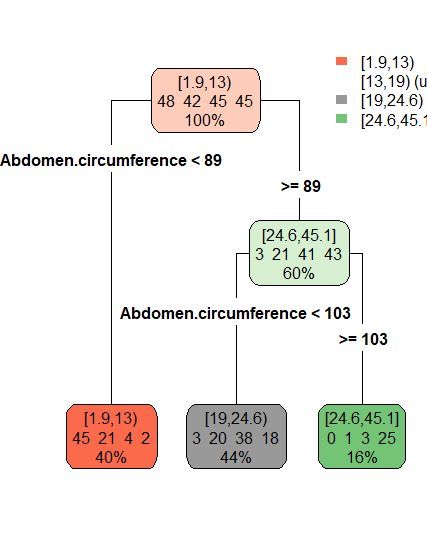 [1.9,13)
48 42 45 45
100%
[1.9,13)
[13,19) (u
[19,24.6)
[24.6,45.1
Abdomen.circumference < 89
>= 89
[24.6,45.1]
3 21 41 43
60%
Abdomen.circumference < 103
>= 103
[1.9,13)
45 21 4 2
40%
[19,24.6)
3 20 38 18
44%
[24.6,45.1]
0 1 3 25
16%